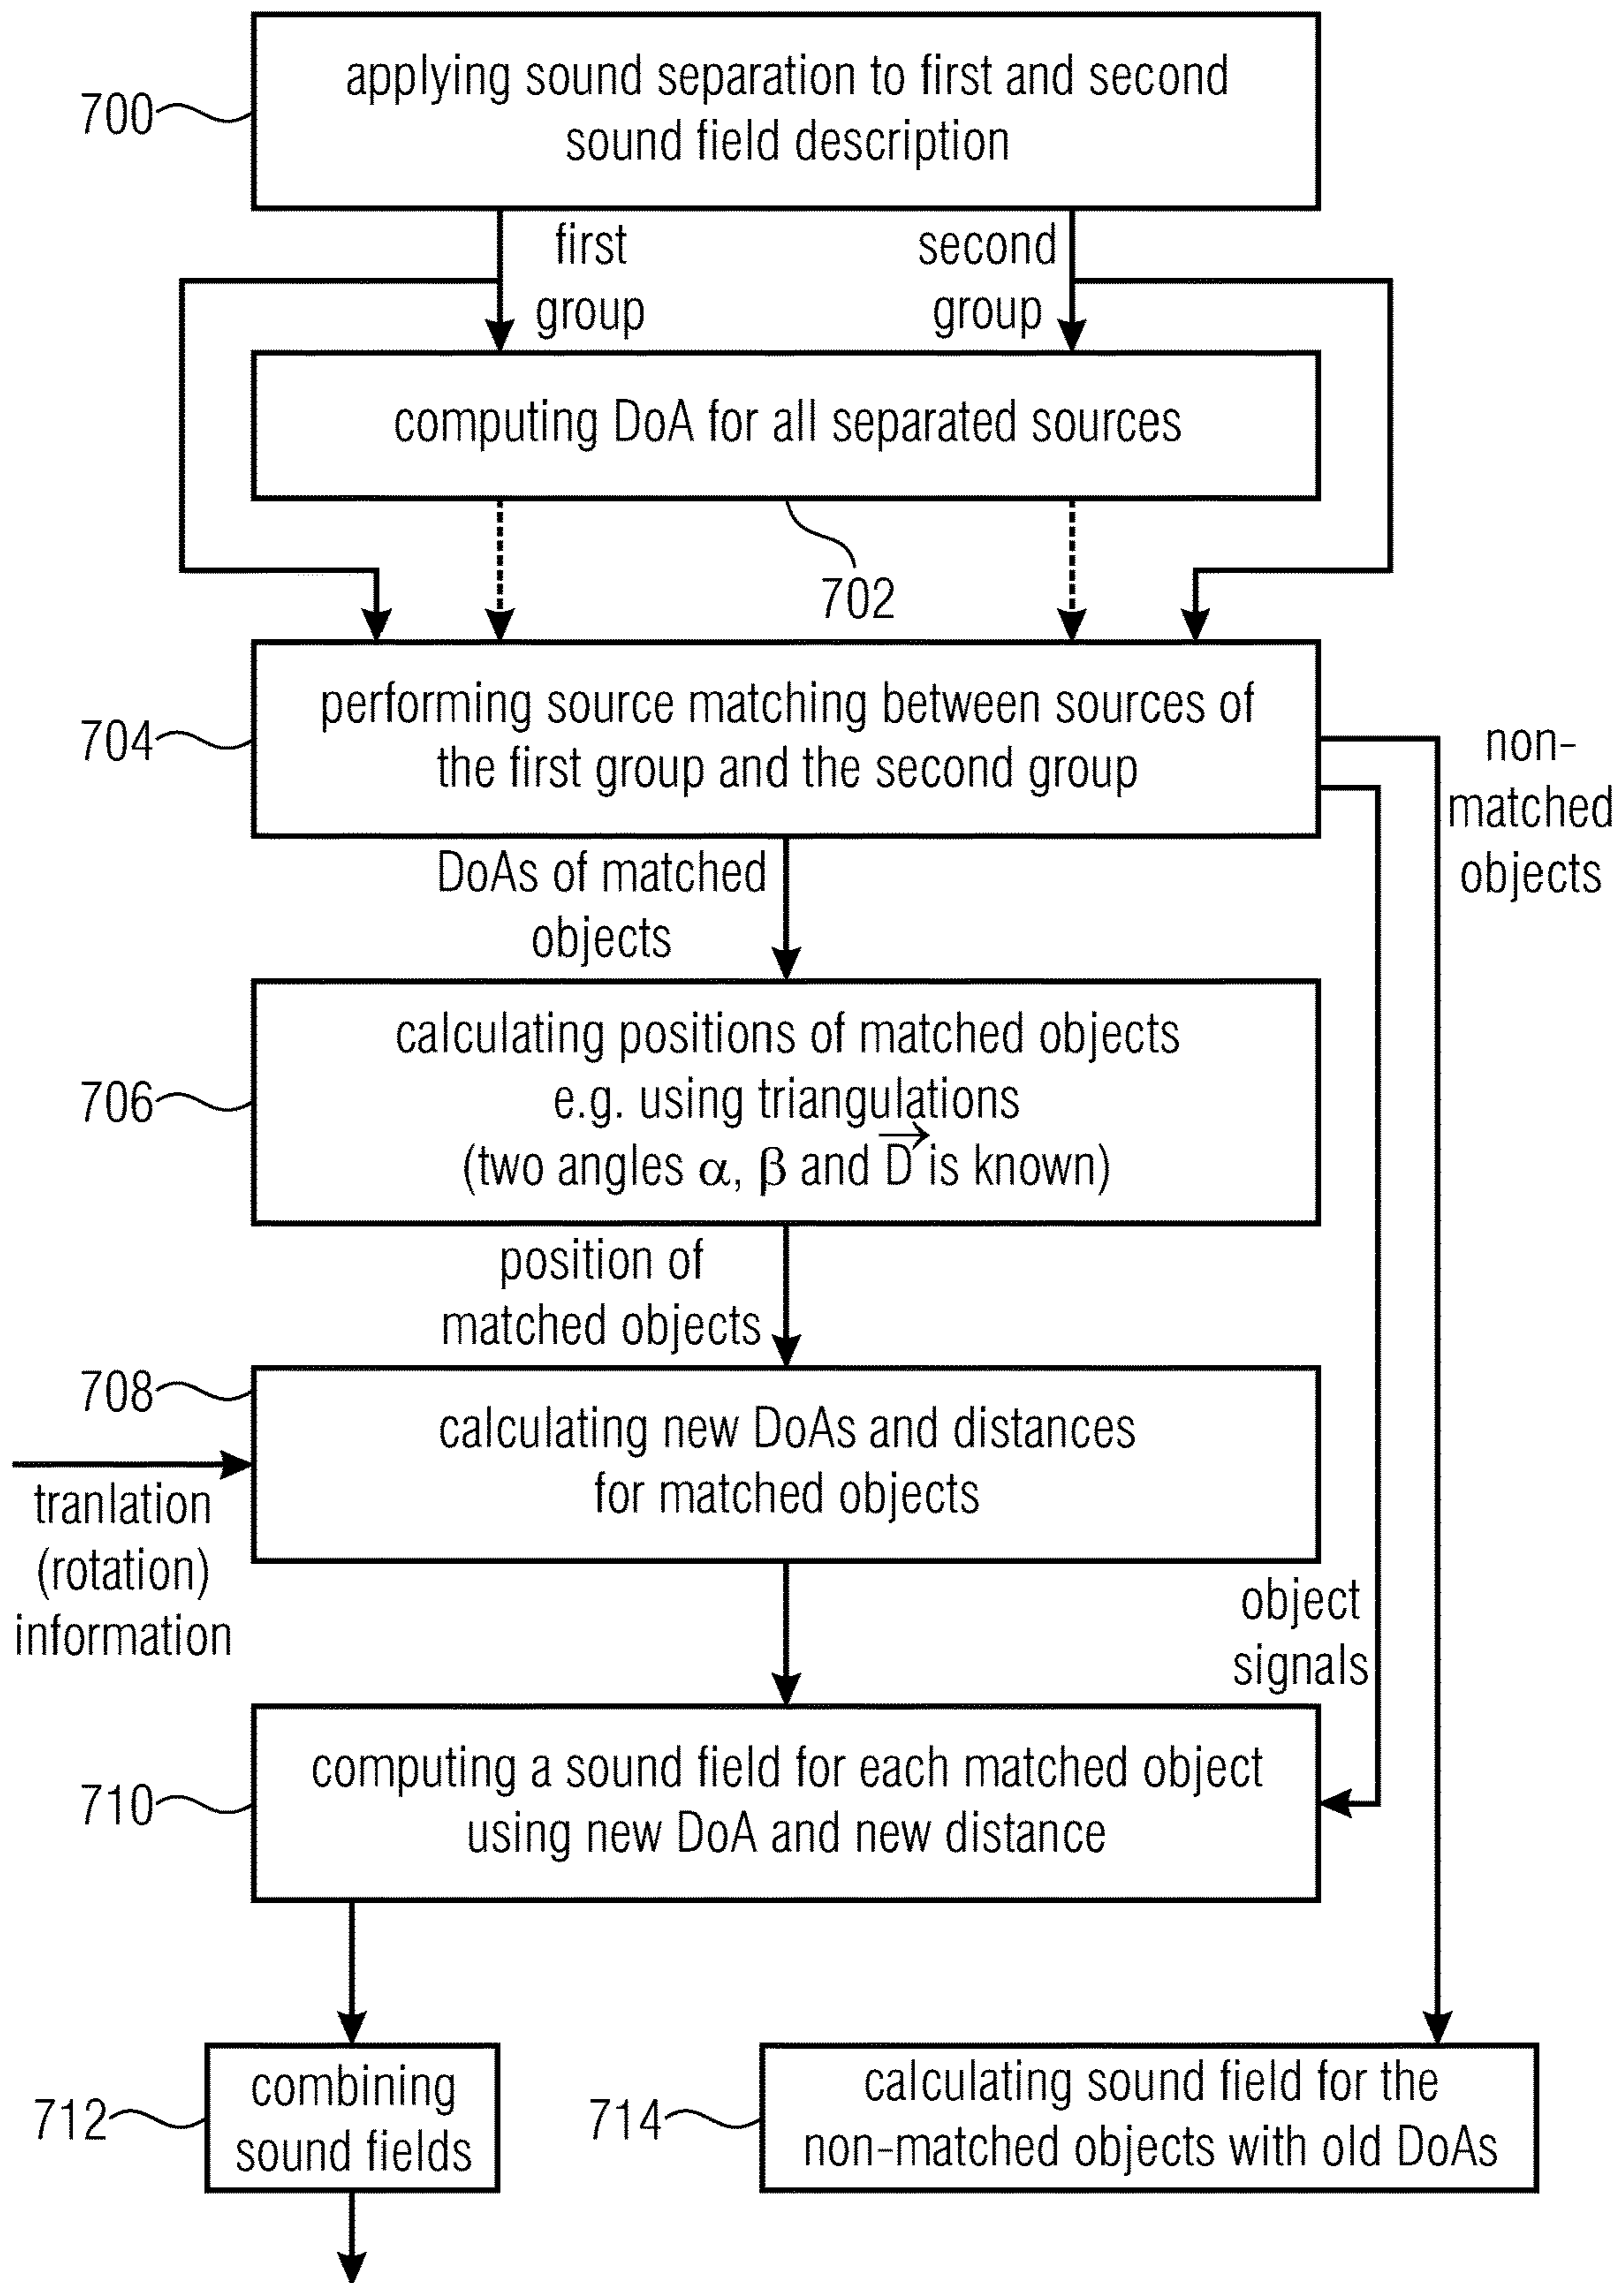 700
applying sound separation to first and second
sound field description
first
group
second
group
computing DoA for all separated sources
702
704
performing source matching between sources of
the first group and the second group
non-
matched
objects
DoAs of matched
objects
706
calculating positions of matched objects
e.g. using triangulations
(two angles α, β and D⃗ is known)
position of
matched objects
708
calculating new DoAs and distances
for matched objects
tranlation
(rotation)
information
object
signals
710
computing a sound field for each matched object
using new DoA and new distance
712
combining
sound fields
714
calculating sound field for the
non-matched objects with old DoAs